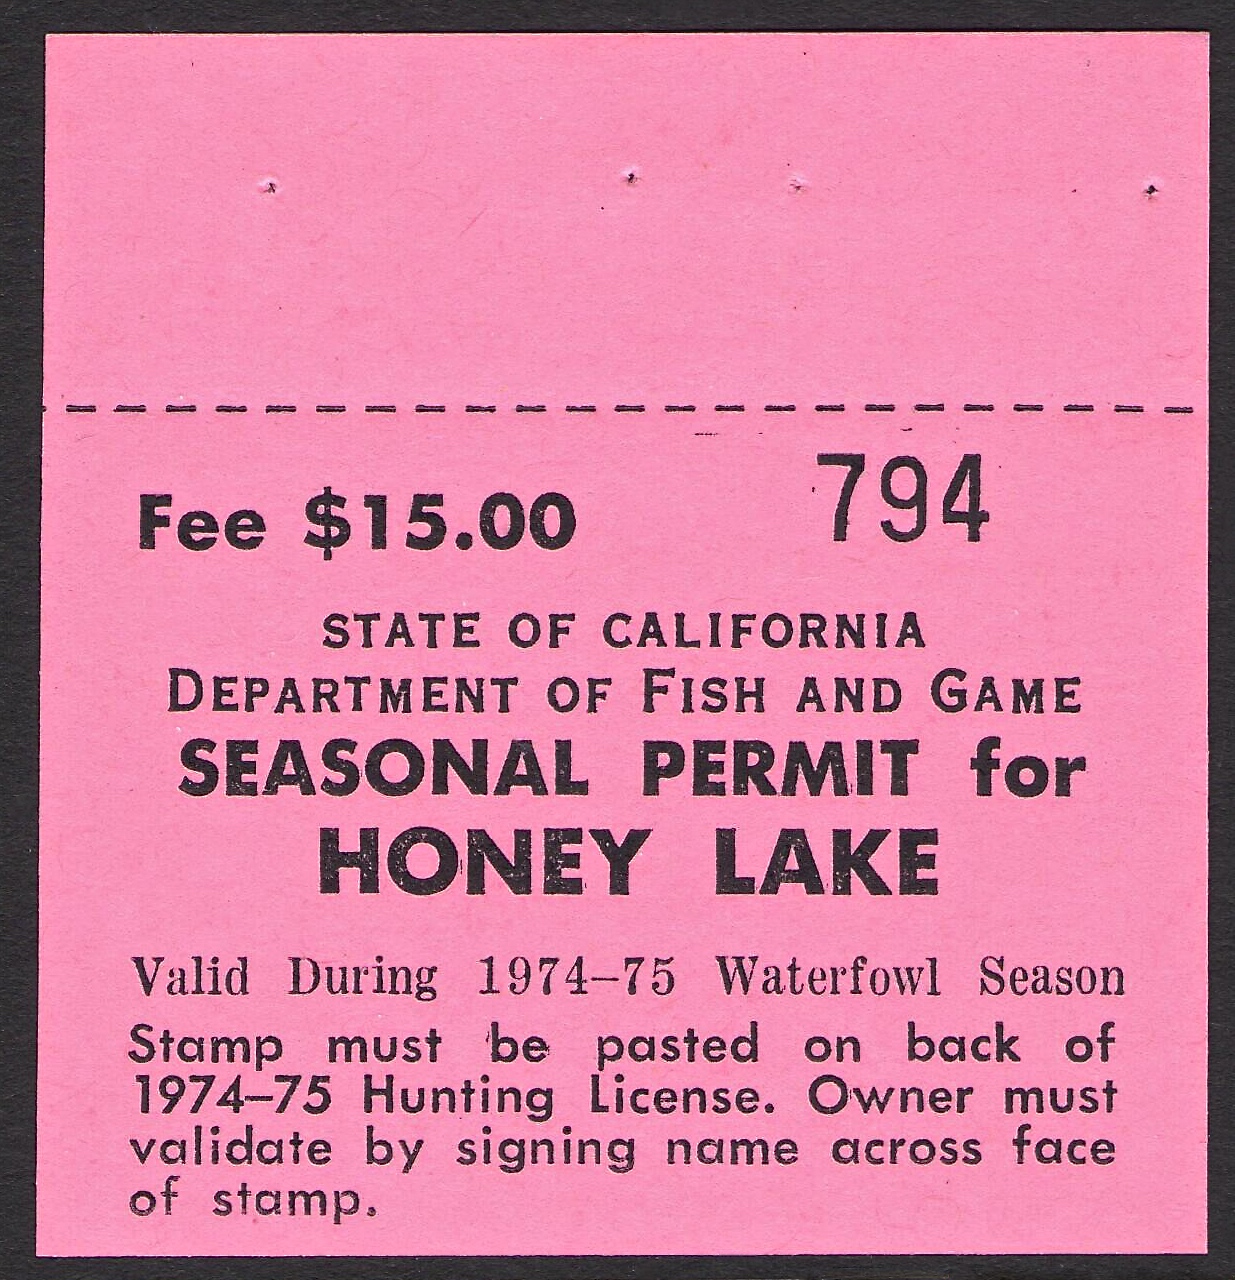 Fee $15.00 794
STATE OF CALIFORNIA
DEPARTMENT OF FISH AND GAME
SEASONAL PERMIT for
HONEY LAKE
Valid During 1974–75 Waterfowl Season
Stamp must be pasted on back of
1974–75 Hunting License. Owner must
validate by signing name across face
of stamp.